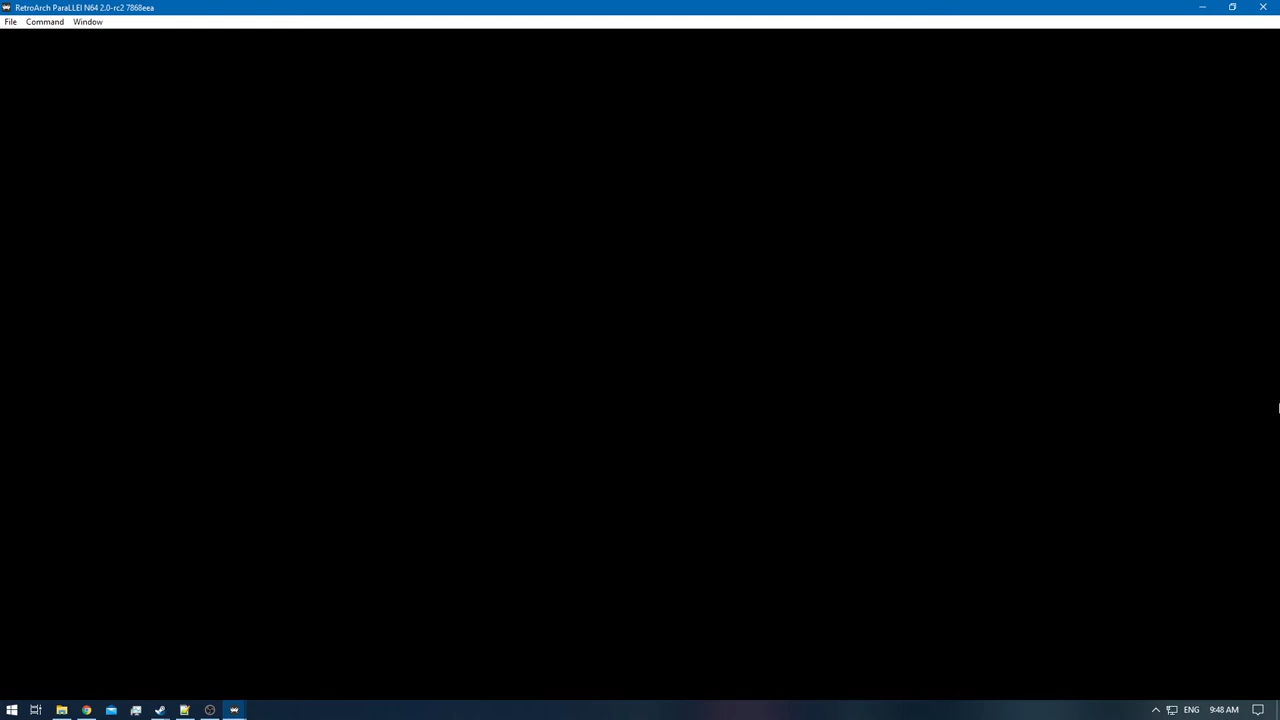 RetroArch ParaLLEl N64 2.0-rc2 7868eea
File Command Window
ENG 9:48 AM